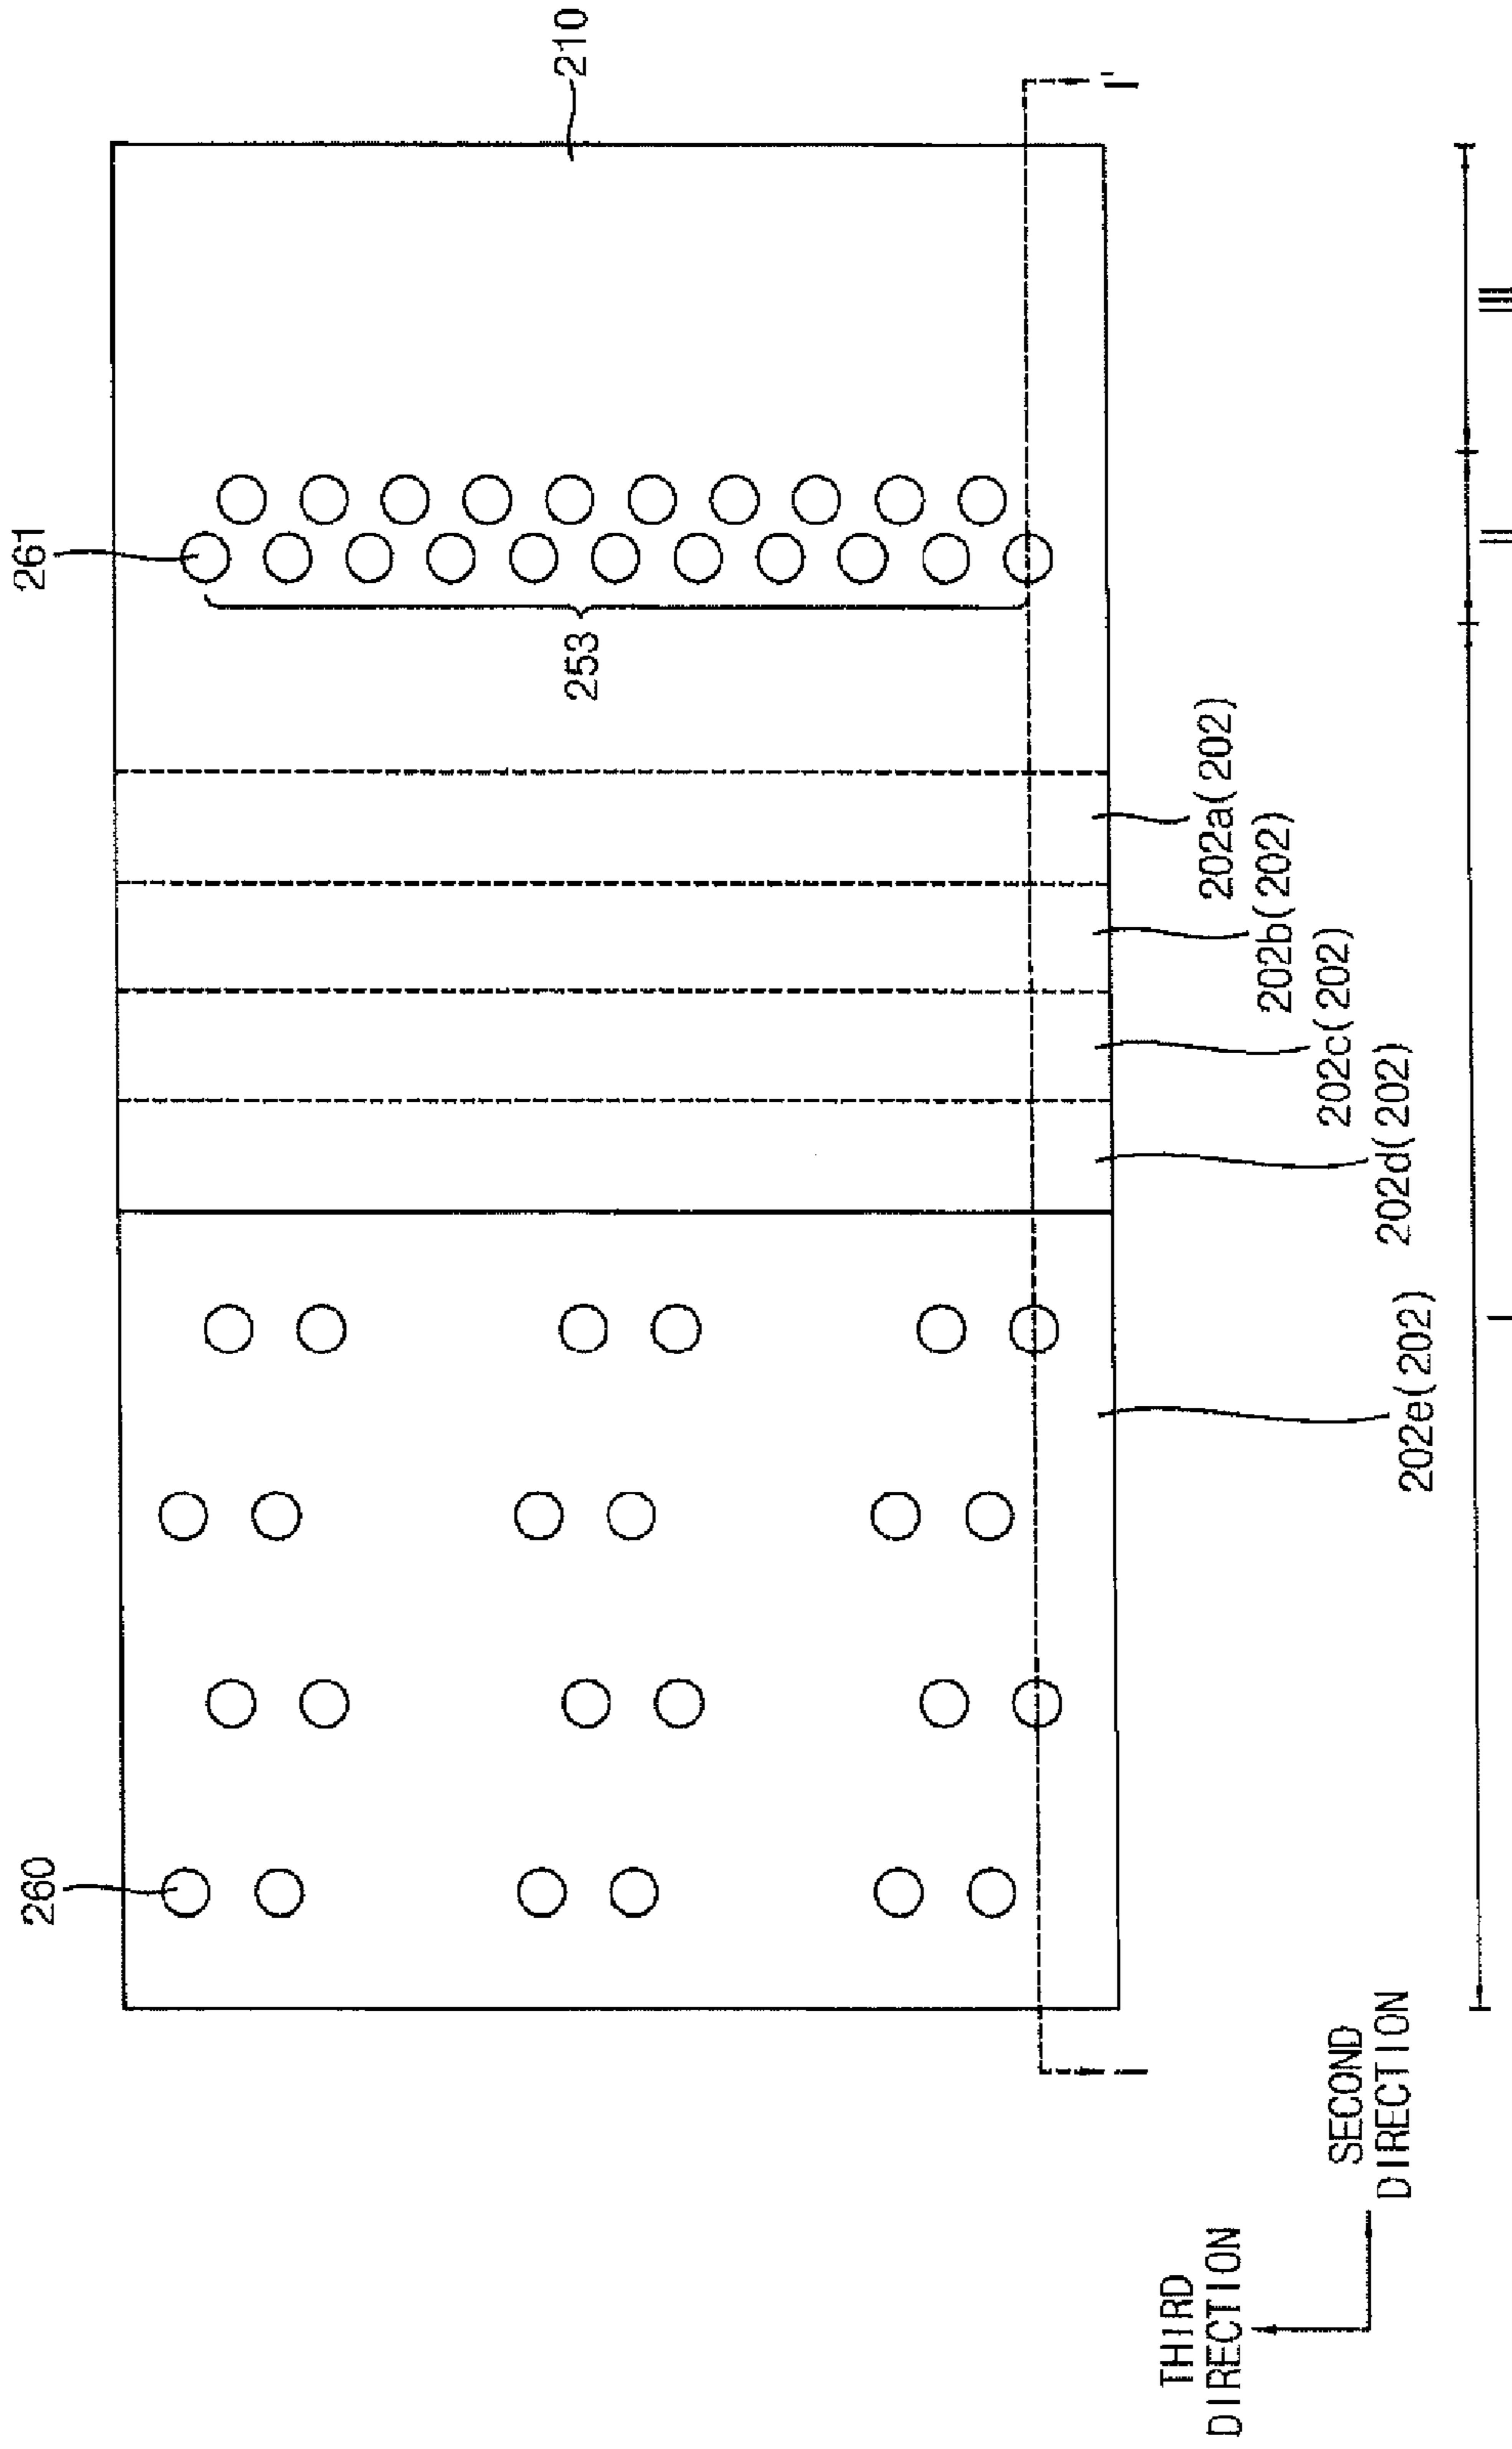 260
261
210
253
202a(202)
202b(202)
202c(202)
202d(202)
202e(202)
I
I'
THIRD
DIRECTION
SECOND
DIRECTION
I
II
III